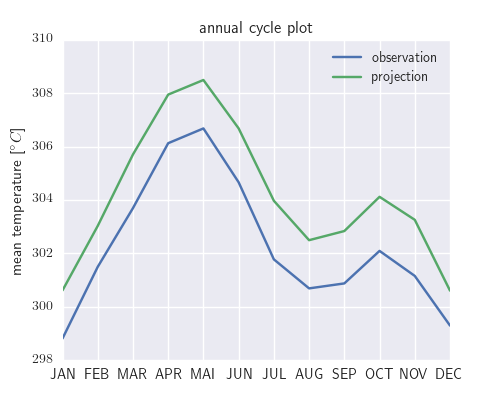 annual cycle plot
310
308
306
304
302
300
298
mean temperature [°C]
observation
projection
JAN FEB MAR APR MAI JUN JUL AUG SEP OCT NOV DEC